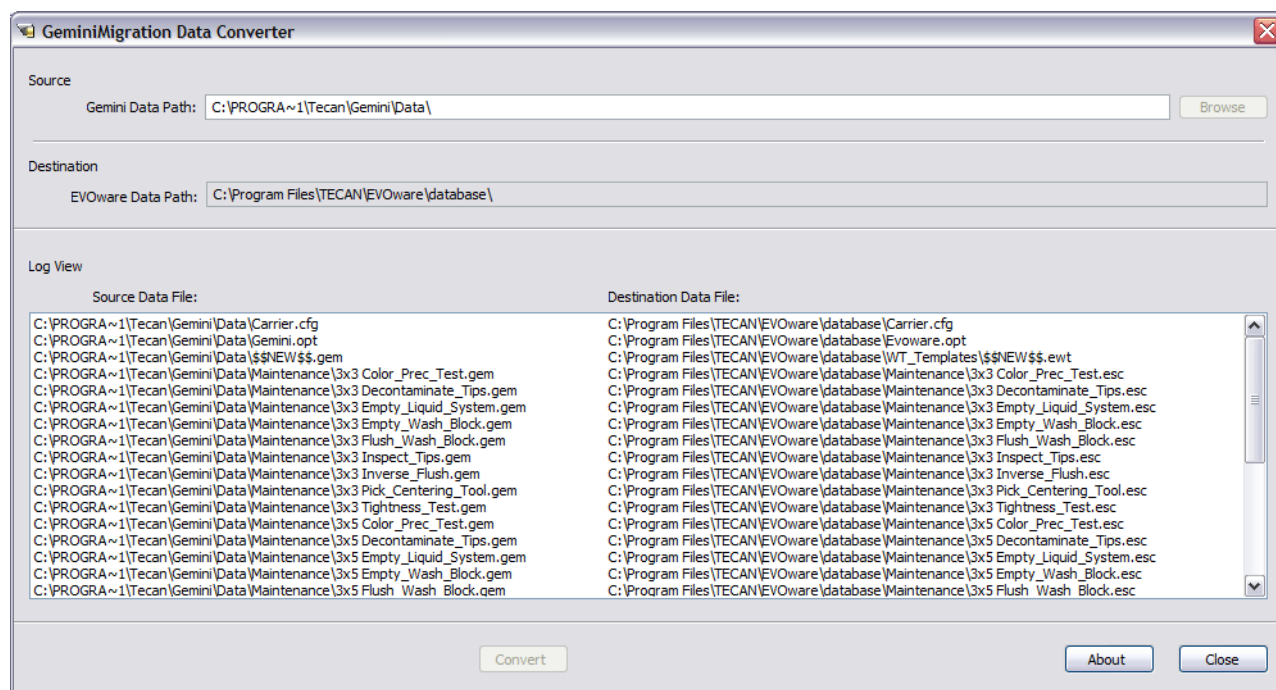 GeminiMigration Data Converter
Source
Gemini Data Path: C:\PROGRA~1\Tecan\Gemini\Data\ Browse
Destination
EVOware Data Path: C:\Program Files\TECAN\EVOware\database\
Log View
Source Data File: Destination Data File:
C:\PROGRA~1\Tecan\Gemini\Data\Carrier.cfg C:\Program Files\TECAN\EVOware\database\Carrier.cfg
C:\PROGRA~1\Tecan\Gemini\Data\Gemini.opt C:\Program Files\TECAN\EVOware\database\Evoware.opt
C:\PROGRA~1\Tecan\Gemini\Data\$$NEW$$.gem C:\Program Files\TECAN\EVOware\database\WT_Templates\$$NEW$$.ewt
C:\PROGRA~1\Tecan\Gemini\Data\Maintenance\3x3 Color_Prec_Test.gem C:\Program Files\TECAN\EVOware\database\Maintenance\3x3 Color_Prec_Test.esc
C:\PROGRA~1\Tecan\Gemini\Data\Maintenance\3x3 Decontaminate_Tips.gem C:\Program Files\TECAN\EVOware\database\Maintenance\3x3 Decontaminate_Tips.esc
C:\PROGRA~1\Tecan\Gemini\Data\Maintenance\3x3 Empty_Liquid_System.gem C:\Program Files\TECAN\EVOware\database\Maintenance\3x3 Empty_Liquid_System.esc
C:\PROGRA~1\Tecan\Gemini\Data\Maintenance\3x3 Empty_Wash_Block.gem C:\Program Files\TECAN\EVOware\database\Maintenance\3x3 Empty_Wash_Block.esc
C:\PROGRA~1\Tecan\Gemini\Data\Maintenance\3x3 Flush_Wash_Block.gem C:\Program Files\TECAN\EVOware\database\Maintenance\3x3 Flush_Wash_Block.esc
C:\PROGRA~1\Tecan\Gemini\Data\Maintenance\3x3 Inspect_Tips.gem C:\Program Files\TECAN\EVOware\database\Maintenance\3x3 Inspect_Tips.esc
C:\PROGRA~1\Tecan\Gemini\Data\Maintenance\3x3 Inverse_Flush.gem C:\Program Files\TECAN\EVOware\database\Maintenance\3x3 Inverse_Flush.esc
C:\PROGRA~1\Tecan\Gemini\Data\Maintenance\3x3 Pick_Centering_Tool.gem C:\Program Files\TECAN\EVOware\database\Maintenance\3x3 Pick_Centering_Tool.esc
C:\PROGRA~1\Tecan\Gemini\Data\Maintenance\3x3 Tightness_Test.gem C:\Program Files\TECAN\EVOware\database\Maintenance\3x3 Tightness_Test.esc
C:\PROGRA~1\Tecan\Gemini\Data\Maintenance\3x5 Color_Prec_Test.gem C:\Program Files\TECAN\EVOware\database\Maintenance\3x5 Color_Prec_Test.esc
C:\PROGRA~1\Tecan\Gemini\Data\Maintenance\3x5 Decontaminate_Tips.gem C:\Program Files\TECAN\EVOware\database\Maintenance\3x5 Decontaminate_Tips.esc
C:\PROGRA~1\Tecan\Gemini\Data\Maintenance\3x5 Empty_Liquid_System.gem C:\Program Files\TECAN\EVOware\database\Maintenance\3x5 Empty_Liquid_System.esc
C:\PROGRA~1\Tecan\Gemini\Data\Maintenance\3x5 Empty_Wash_Block.gem C:\Program Files\TECAN\EVOware\database\Maintenance\3x5 Empty_Wash_Block.esc
C:\PROGRA~1\Tecan\Gemini\Data\Maintenance\3x5 Flush_Wash_Block.gem C:\Program Files\TECAN\EVOware\database\Maintenance\3x5 Flush_Wash_Block.esc
Convert About Close